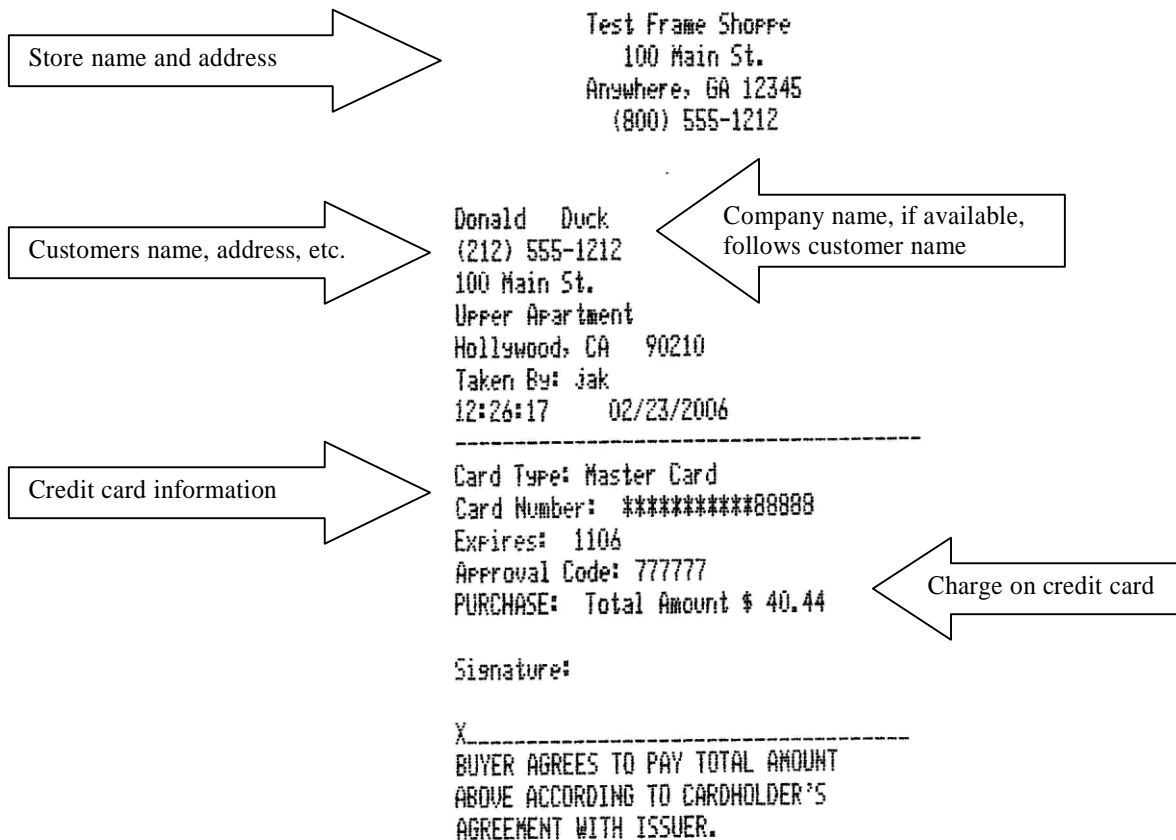 Test Frame Shoppe
100 Main St.
Anywhere, GA 12345
(800) 555-1212
Store name and address
Donald Duck
(212) 555-1212
100 Main St.
Upper Apartment
Hollywood, CA 90210
Taken By: jak
12:26:17 02/23/2006
Customers name, address, etc.
Company name, if available,
follows customer name
----------------------------------------
Card Type: Master Card
Card Number: ***********88888
Expires: 1106
Approval Code: 777777
PURCHASE: Total Amount $ 40.44
Credit card information
Charge on credit card
Signature:
X______________________________________
BUYER AGREES TO PAY TOTAL AMOUNT
ABOVE ACCORDING TO CARDHOLDER'S
AGREEMENT WITH ISSUER.